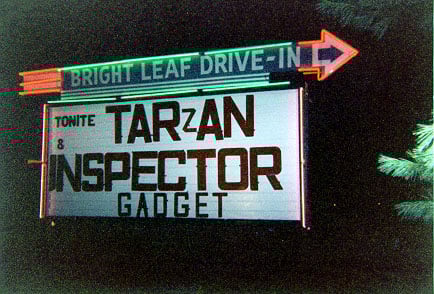 BRIGHT LEAF DRIVE-IN
TONITE TARZAN
&
INSPECTOR
GADGET